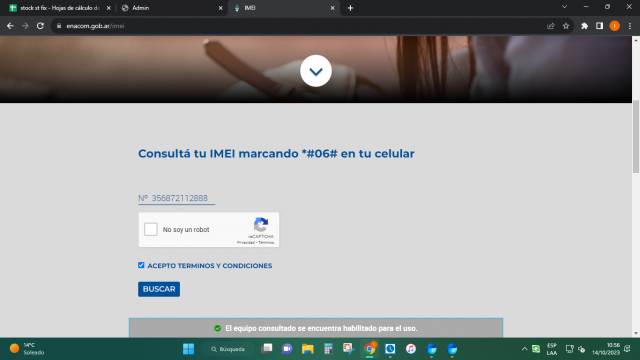 stock st fix - Hojas de cálculo de
Admin
IMEI
enacom.gob.ar/imei
Consultá tu IMEI marcando *#06# en tu celular
Nº 356872112888
No soy un robot
reCAPTCHA
Privacidad - Términos
ACEPTO TERMINOS Y CONDICIONES
BUSCAR
El equipo consultado se encuentra habilitado para el uso.
14°C
Soleado
Búsqueda
ESP
LAA
10:56
14/10/2023